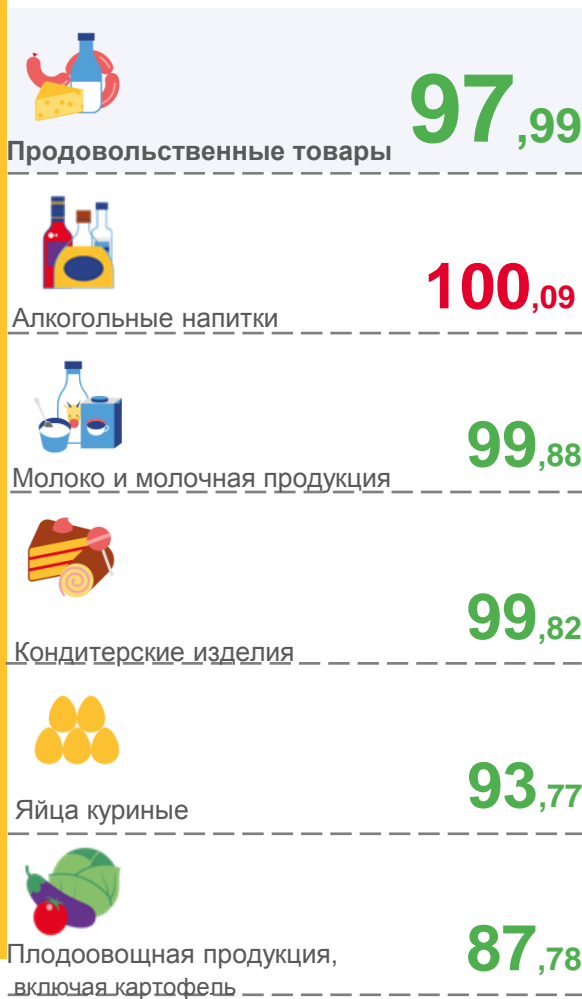 97,99
Продовольственные товары
100,09
Алкогольные напитки
99,88
Молоко и молочная продукция
99,82
Кондитерские изделия
93,77
Яйца куриные
87,78
Плодоовощная продукция,
включая картофель